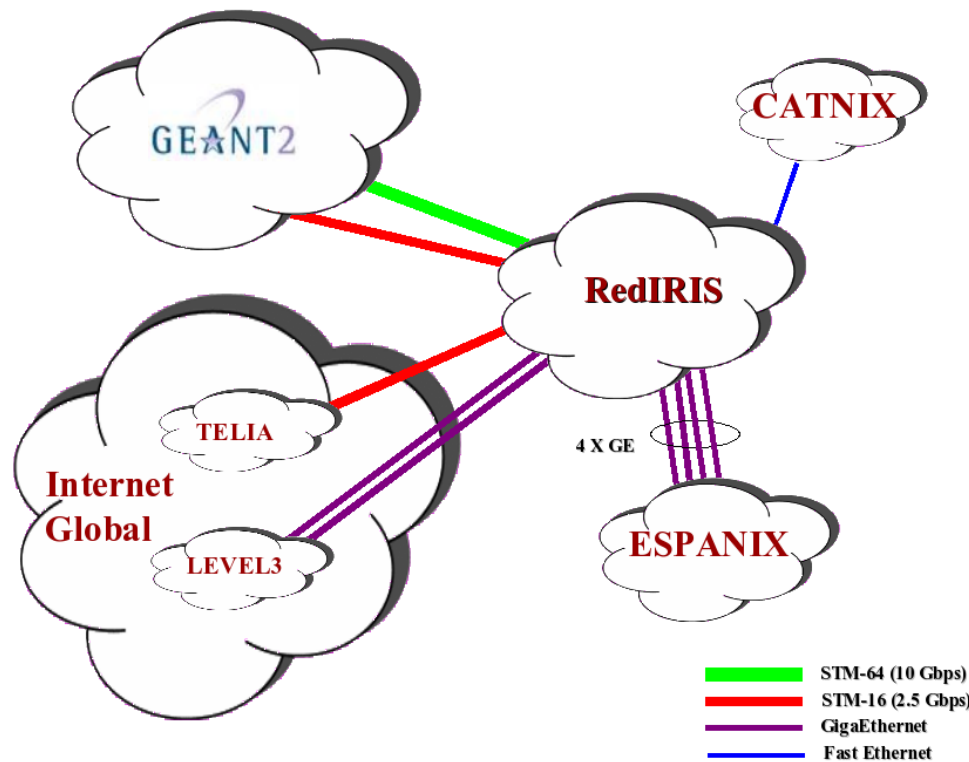 GEANT2
CATNIX
RedIRIS
TELIA
4 X GE
Internet
Global
ESPANIX
LEVEL3
STM-64 (10 Gbps)
STM-16 (2.5 Gbps)
GigaEthernet
Fast Ethernet